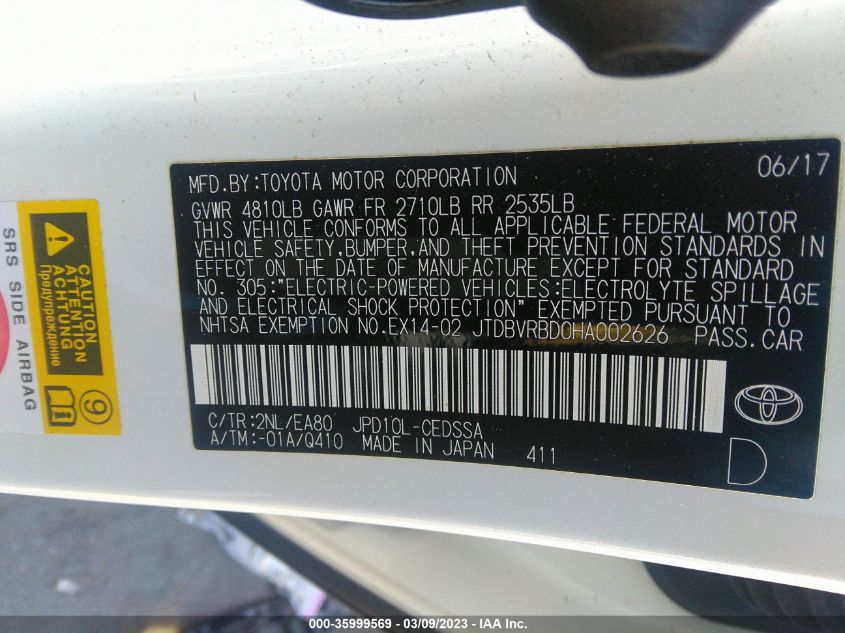 06/17
MFD.BY:TOYOTA MOTOR CORPORATION
GVWR 4810LB GAWR FR 2710LB RR 2535LB
THIS VEHICLE CONFORMS TO ALL APPLICABLE FEDERAL MOTOR
VEHICLE SAFETY,BUMPER,AND THEFT PREVENTION STANDARDS IN
EFFECT ON THE DATE OF MANUFACTURE EXCEPT FOR STANDARD
NO. 305:"ELECTRIC-POWERED VEHICLES:ELECTROLYTE SPILLAGE
AND ELECTRICAL SHOCK PROTECTION" EXEMPTED PURSUANT TO
NHTSA EXEMPTION NO.EX14-02 JTDBVRBD0HA002626 PASS.CAR
C/TR:2NL/EA80 JPD10L-CEDSSA
A/TM:-01A/Q410 MADE IN JAPAN 411
D
SRS SIDE AIRBAG
CAUTION
ATTENTION
ACHTUNG
Предупреждение
9
000-35999569 - 03/09/2023 - IAA Inc.